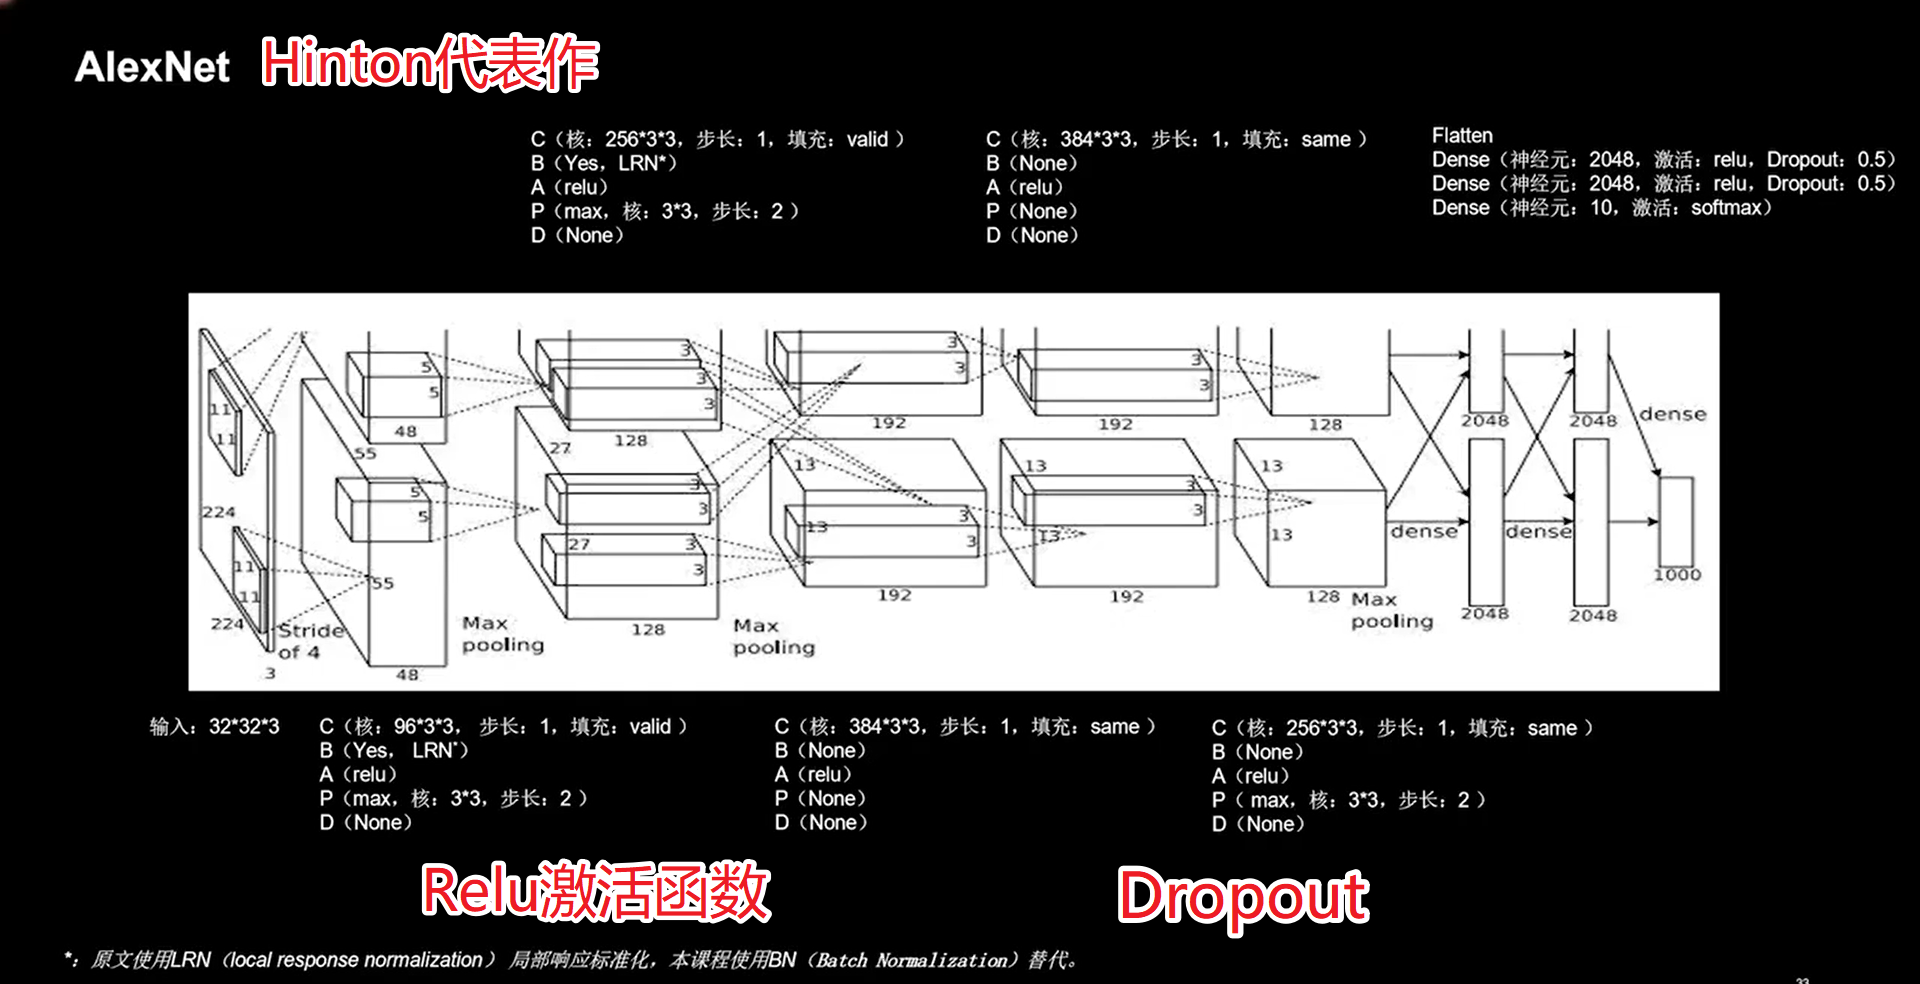 AlexNet Hinton代表作
C（核：256*3*3，步长：1，填充：valid ）
B（Yes，LRN*）
A（relu）
P（max，核：3*3，步长：2 ）
D（None）
C（核：384*3*3，步长：1，填充：same ）
B（None）
A（relu）
P（None）
D（None）
Flatten
Dense（神经元：2048，激活：relu，Dropout：0.5）
Dense（神经元：2048，激活：relu，Dropout：0.5）
Dense（神经元：10，激活：softmax）
11
11
224
11
11
224
3
Stride
of 4
5
5
48
55
5
5
55
48
Max
pooling
3
3
3
128
27
3
3
27
3
3
128
Max
pooling
3
3
192
13
13
3
3
192
3
3
192
13
3
3
13
192
128
13
13
128
Max
pooling
2048
2048
dense
dense
dense
2048
2048
1000
输入：32*32*3
C（核：96*3*3， 步长：1，填充：valid ）
B（Yes， LRN*）
A（relu）
P（max，核：3*3，步长：2 ）
D（None）
C（核：384*3*3，步长：1，填充：same ）
B（None）
A（relu）
P（None）
D（None）
C（核：256*3*3，步长：1，填充：same ）
B（None）
A（relu）
P（ max，核：3*3，步长：2 ）
D（None）
Relu激活函数
Dropout
*：原文使用LRN（local response normalization） 局部响应标准化，本课程使用BN（Batch Normalization）替代。